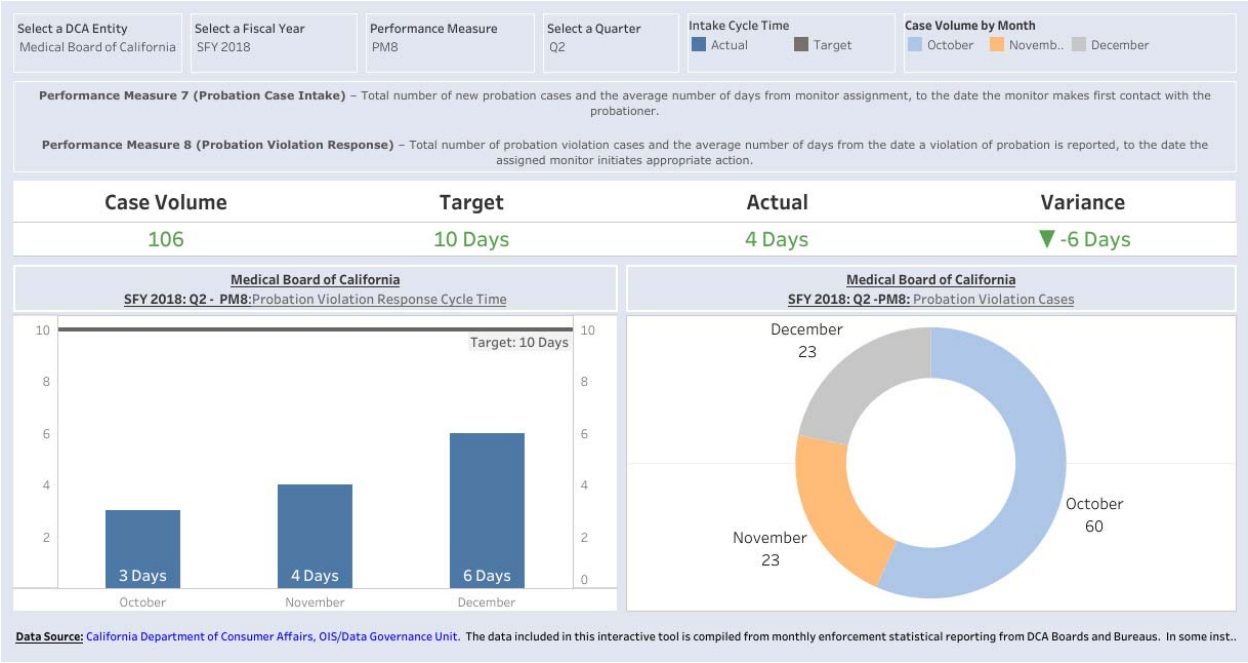 Select a DCA Entity
Medical Board of California
Select a Fiscal Year
SFY 2018
Performance Measure
PM8
Select a Quarter
Q2
Intake Cycle Time
Actual
Target
Case Volume by Month
October
Novemb..
December
Performance Measure 7 (Probation Case Intake) – Total number of new probation cases and the average number of days from monitor assignment, to the date the monitor makes first contact with the
probationer.
Performance Measure 8 (Probation Violation Response) – Total number of probation violation cases and the average number of days from the date a violation of probation is reported, to the date the
assigned monitor initiates appropriate action.
Case Volume Target Actual Variance
106 10 Days 4 Days ▼ -6 Days
Medical Board of California
SFY 2018: Q2 - PM8:Probation Violation Response Cycle Time
10
8
6
4
2
Target: 10 Days
10
8
6
4
2
0
3 Days
4 Days
6 Days
October
November
December
Medical Board of California
SFY 2018: Q2 -PM8: Probation Violation Cases
December
23
October
60
November
23
Data Source: California Department of Consumer Affairs, OIS/Data Governance Unit. The data included in this interactive tool is compiled from monthly enforcement statistical reporting from DCA Boards and Bureaus. In some inst..